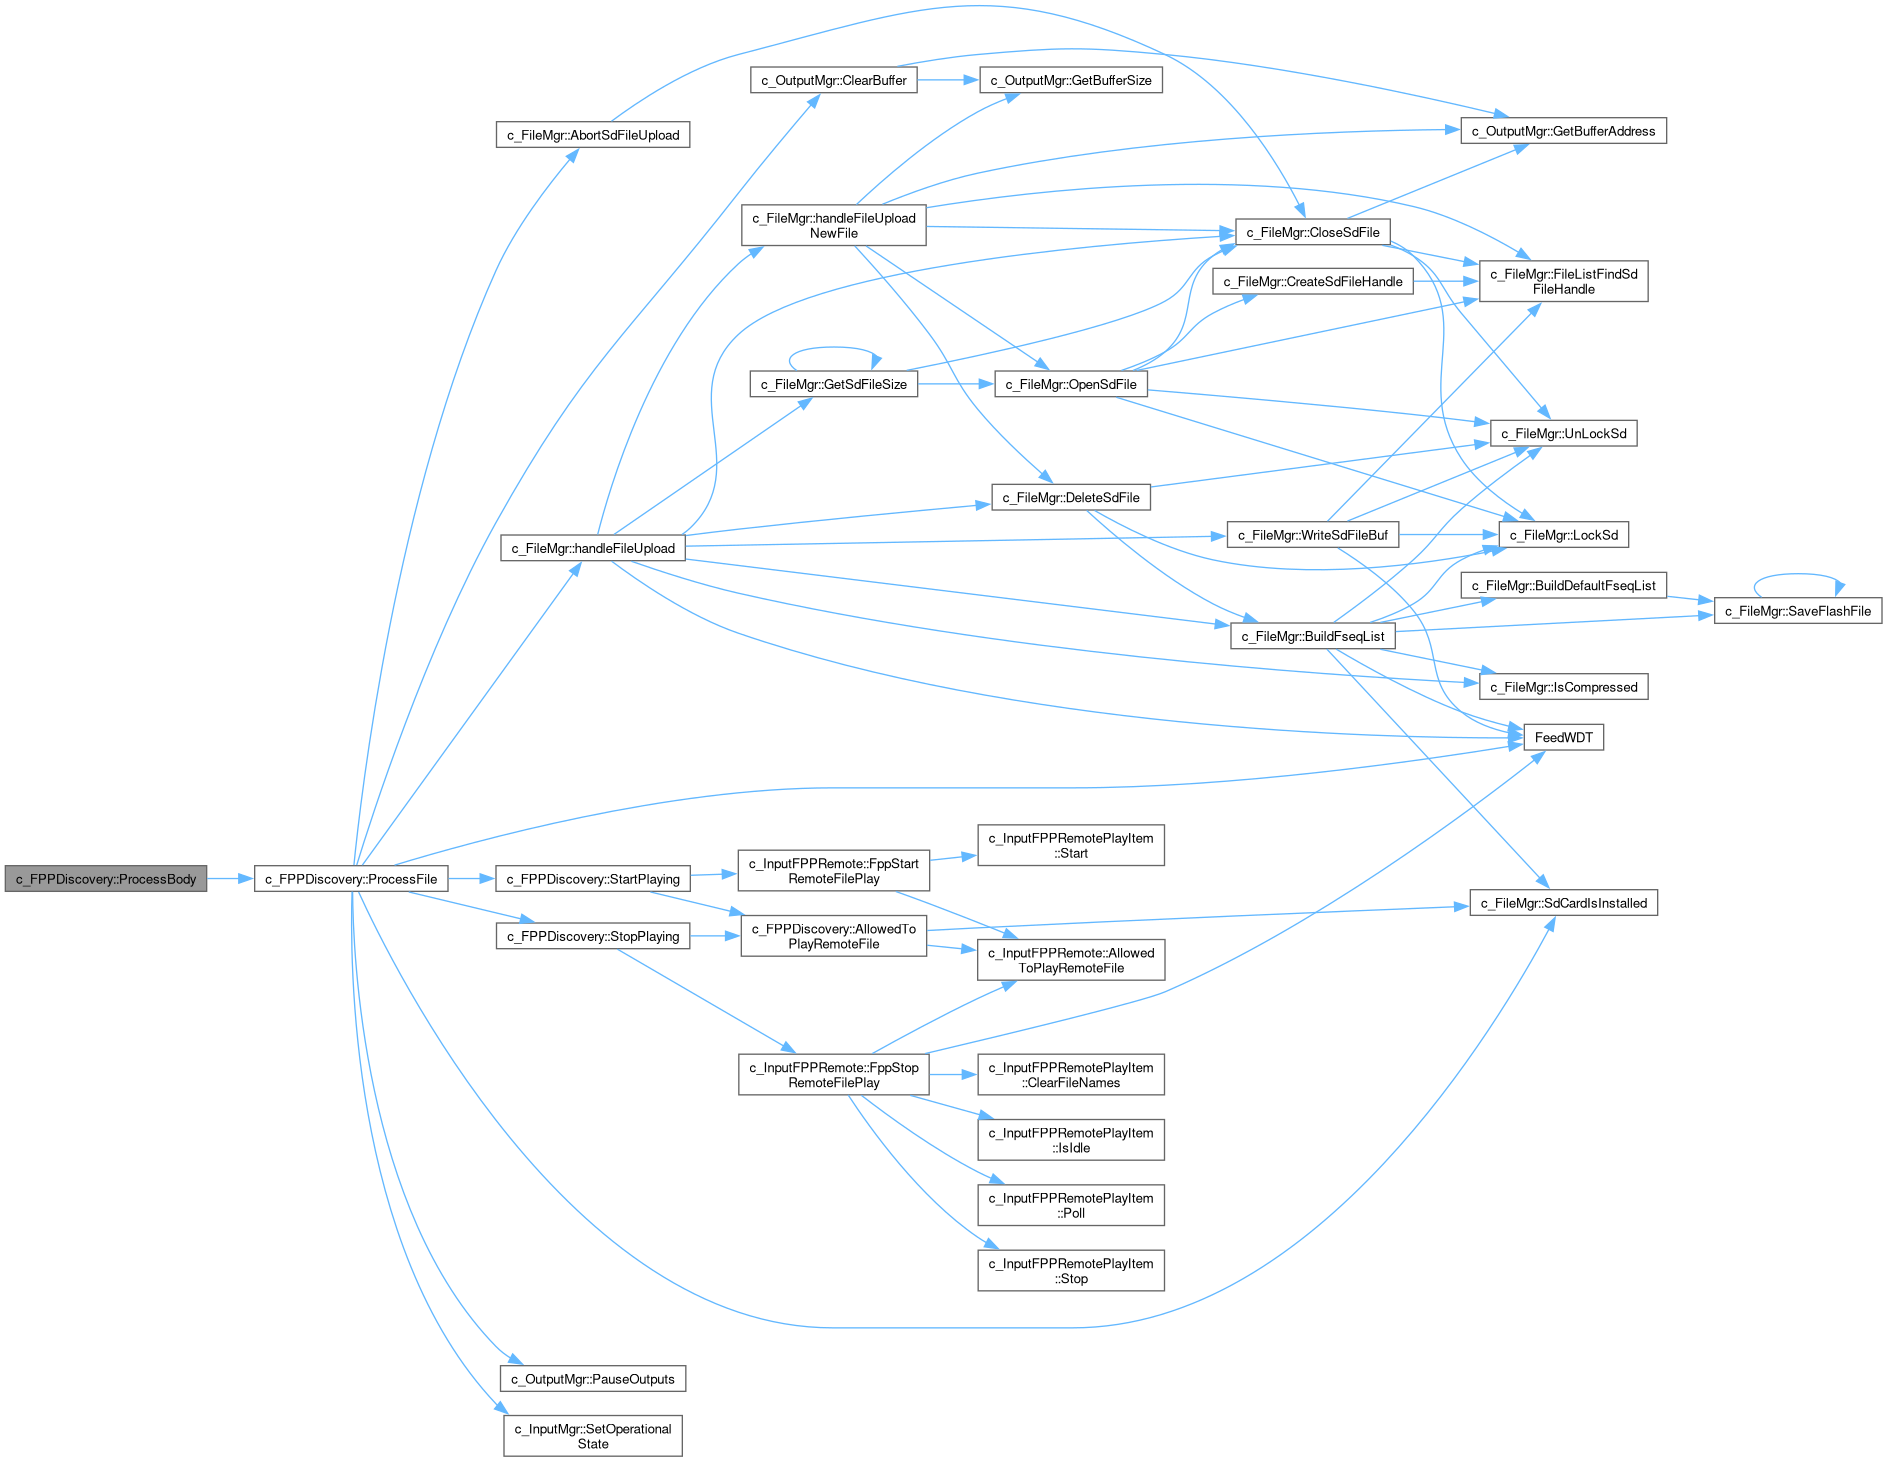 c_FPPDiscovery::ProcessBody
c_FPPDiscovery::ProcessFile
c_FileMgr::AbortSdFileUpload
c_FileMgr::handleFileUpload
c_FPPDiscovery::StartPlaying
c_FPPDiscovery::StopPlaying
c_OutputMgr::PauseOutputs
c_InputMgr::SetOperational
State
c_OutputMgr::ClearBuffer
c_FileMgr::handleFileUpload
NewFile
c_FileMgr::GetSdFileSize
c_InputFPPRemote::FppStart
RemoteFilePlay
c_FPPDiscovery::AllowedTo
PlayRemoteFile
c_InputFPPRemote::FppStop
RemoteFilePlay
c_OutputMgr::GetBufferSize
c_FileMgr::OpenSdFile
c_FileMgr::DeleteSdFile
c_InputFPPRemotePlayItem
::Start
c_InputFPPRemote::Allowed
ToPlayRemoteFile
c_InputFPPRemotePlayItem
::ClearFileNames
c_InputFPPRemotePlayItem
::IsIdle
c_InputFPPRemotePlayItem
::Poll
c_InputFPPRemotePlayItem
::Stop
c_FileMgr::CloseSdFile
c_FileMgr::CreateSdFileHandle
c_FileMgr::WriteSdFileBuf
c_FileMgr::BuildFseqList
c_OutputMgr::GetBufferAddress
c_FileMgr::FileListFindSd
FileHandle
c_FileMgr::UnLockSd
c_FileMgr::LockSd
c_FileMgr::BuildDefaultFseqList
c_FileMgr::IsCompressed
FeedWDT
c_FileMgr::SdCardIsInstalled
c_FileMgr::SaveFlashFile